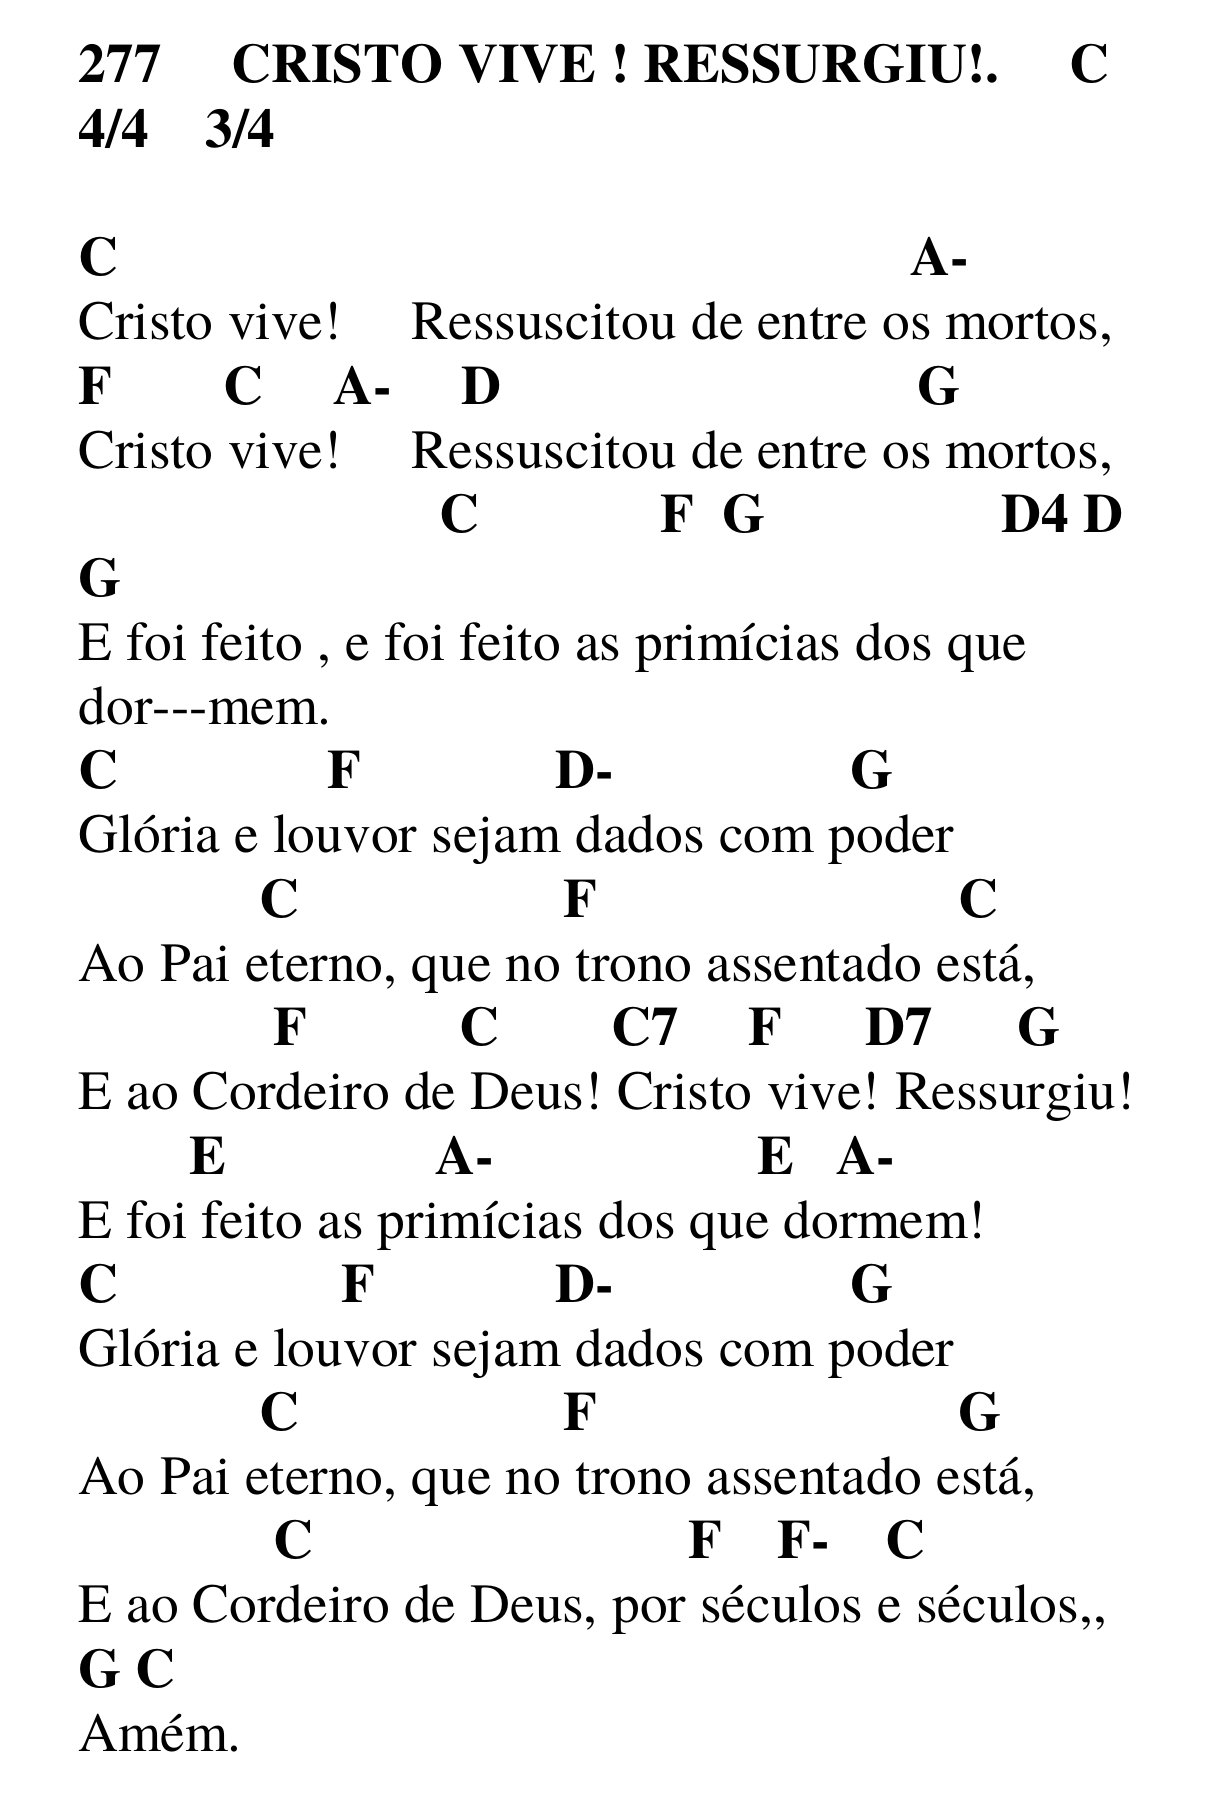 277 CRISTO VIVE ! RESSURGIU!. C
4/4 3/4
C A-
Cristo vive! Ressuscitou de entre os mortos,
F C A- D G
Cristo vive! Ressuscitou de entre os mortos,
C F G D4 D
G
E foi feito , e foi feito as primícias dos que
dor---mem.
C F D- G
Glória e louvor sejam dados com poder
C F C
Ao Pai eterno, que no trono assentado está,
F C C7 F D7 G
E ao Cordeiro de Deus! Cristo vive! Ressurgiu!
E A- E A-
E foi feito as primícias dos que dormem!
C F D- G
Glória e louvor sejam dados com poder
C F G
Ao Pai eterno, que no trono assentado está,
C F F- C
E ao Cordeiro de Deus, por séculos e séculos,,
G C
Amém.